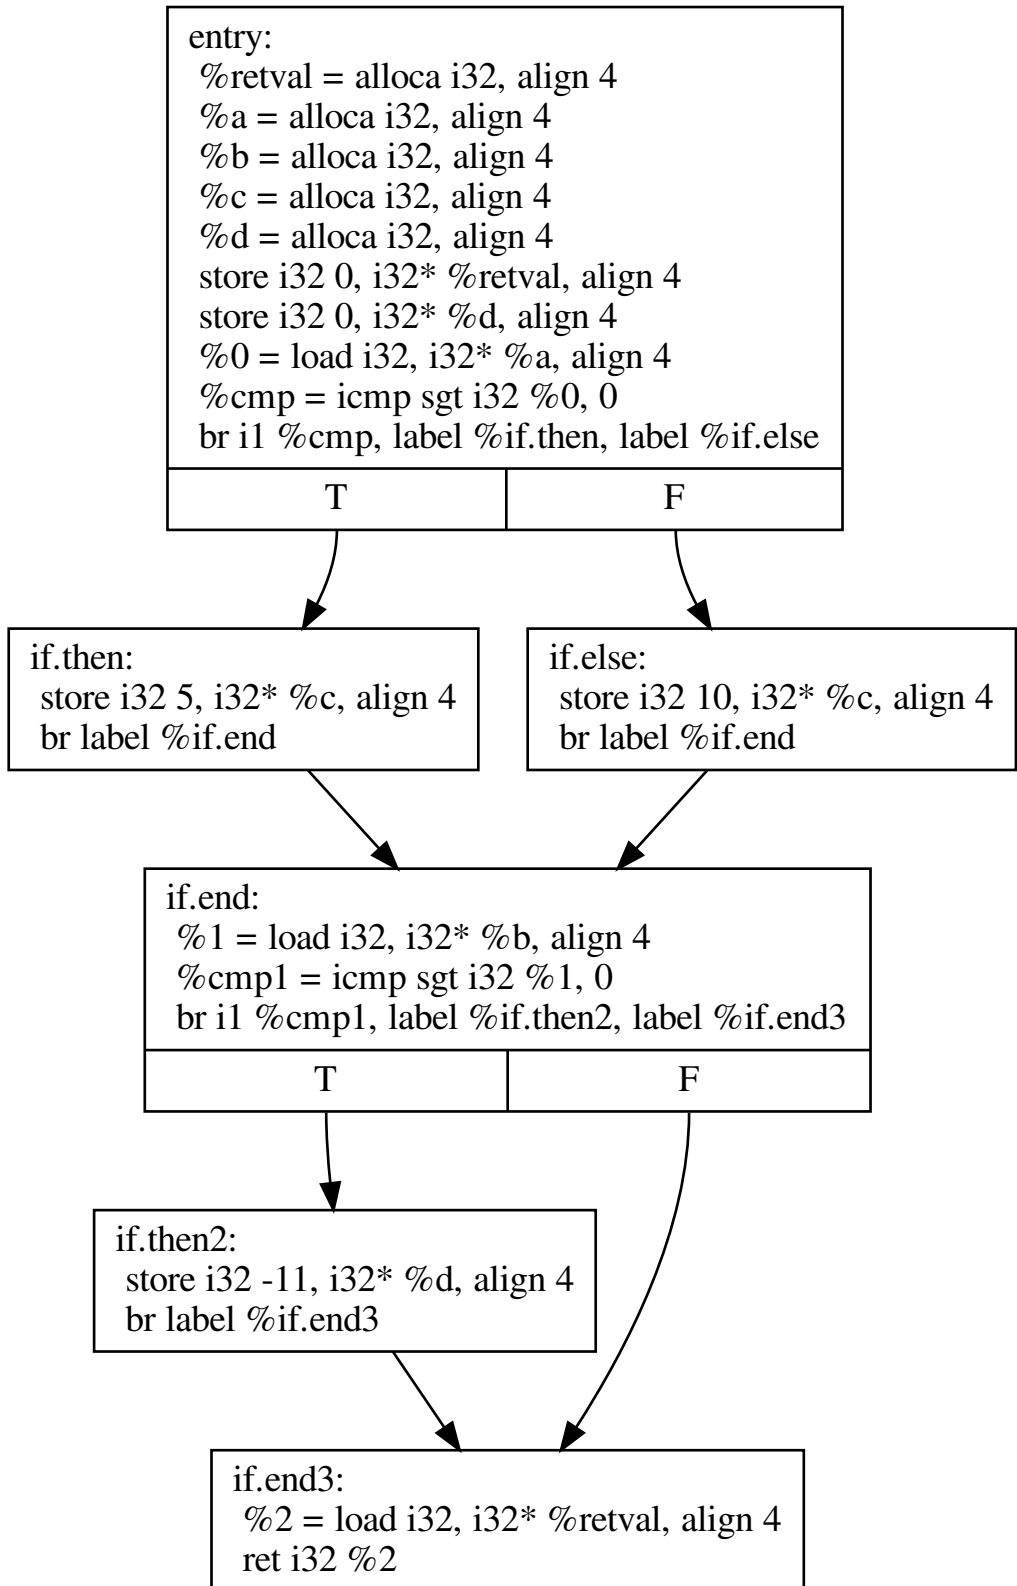 entry:
%retval = alloca i32, align 4
%a = alloca i32, align 4
%b = alloca i32, align 4
%c = alloca i32, align 4
%d = alloca i32, align 4
store i32 0, i32* %retval, align 4
store i32 0, i32* %d, align 4
%0 = load i32, i32* %a, align 4
%cmp = icmp sgt i32 %0, 0
br i1 %cmp, label %if.then, label %if.else
T
F
if.then:
store i32 5, i32* %c, align 4
br label %if.end
if.else:
store i32 10, i32* %c, align 4
br label %if.end
if.end:
%1 = load i32, i32* %b, align 4
%cmp1 = icmp sgt i32 %1, 0
br i1 %cmp1, label %if.then2, label %if.end3
T
F
if.then2:
store i32 -11, i32* %d, align 4
br label %if.end3
if.end3:
%2 = load i32, i32* %retval, align 4
ret i32 %2